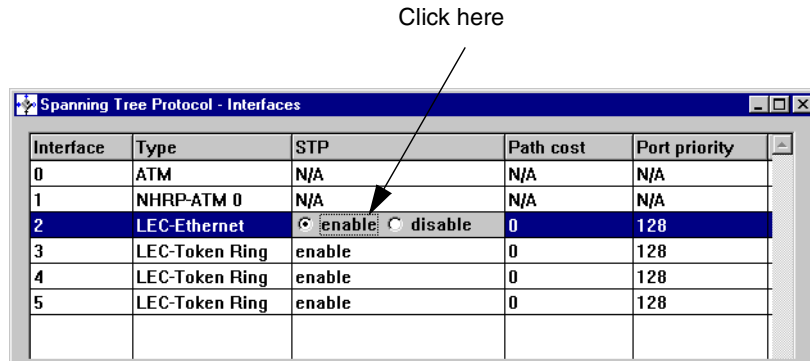 Click here
Spanning Tree Protocol - Interfaces
Interface Type STP Path cost Port priority
0 ATM N/A N/A N/A
1 NHRP-ATM 0 N/A N/A N/A
2 LEC-Ethernet enable disable 0 128
3 LEC-Token Ring enable 0 128
4 LEC-Token Ring enable 0 128
5 LEC-Token Ring enable 0 128